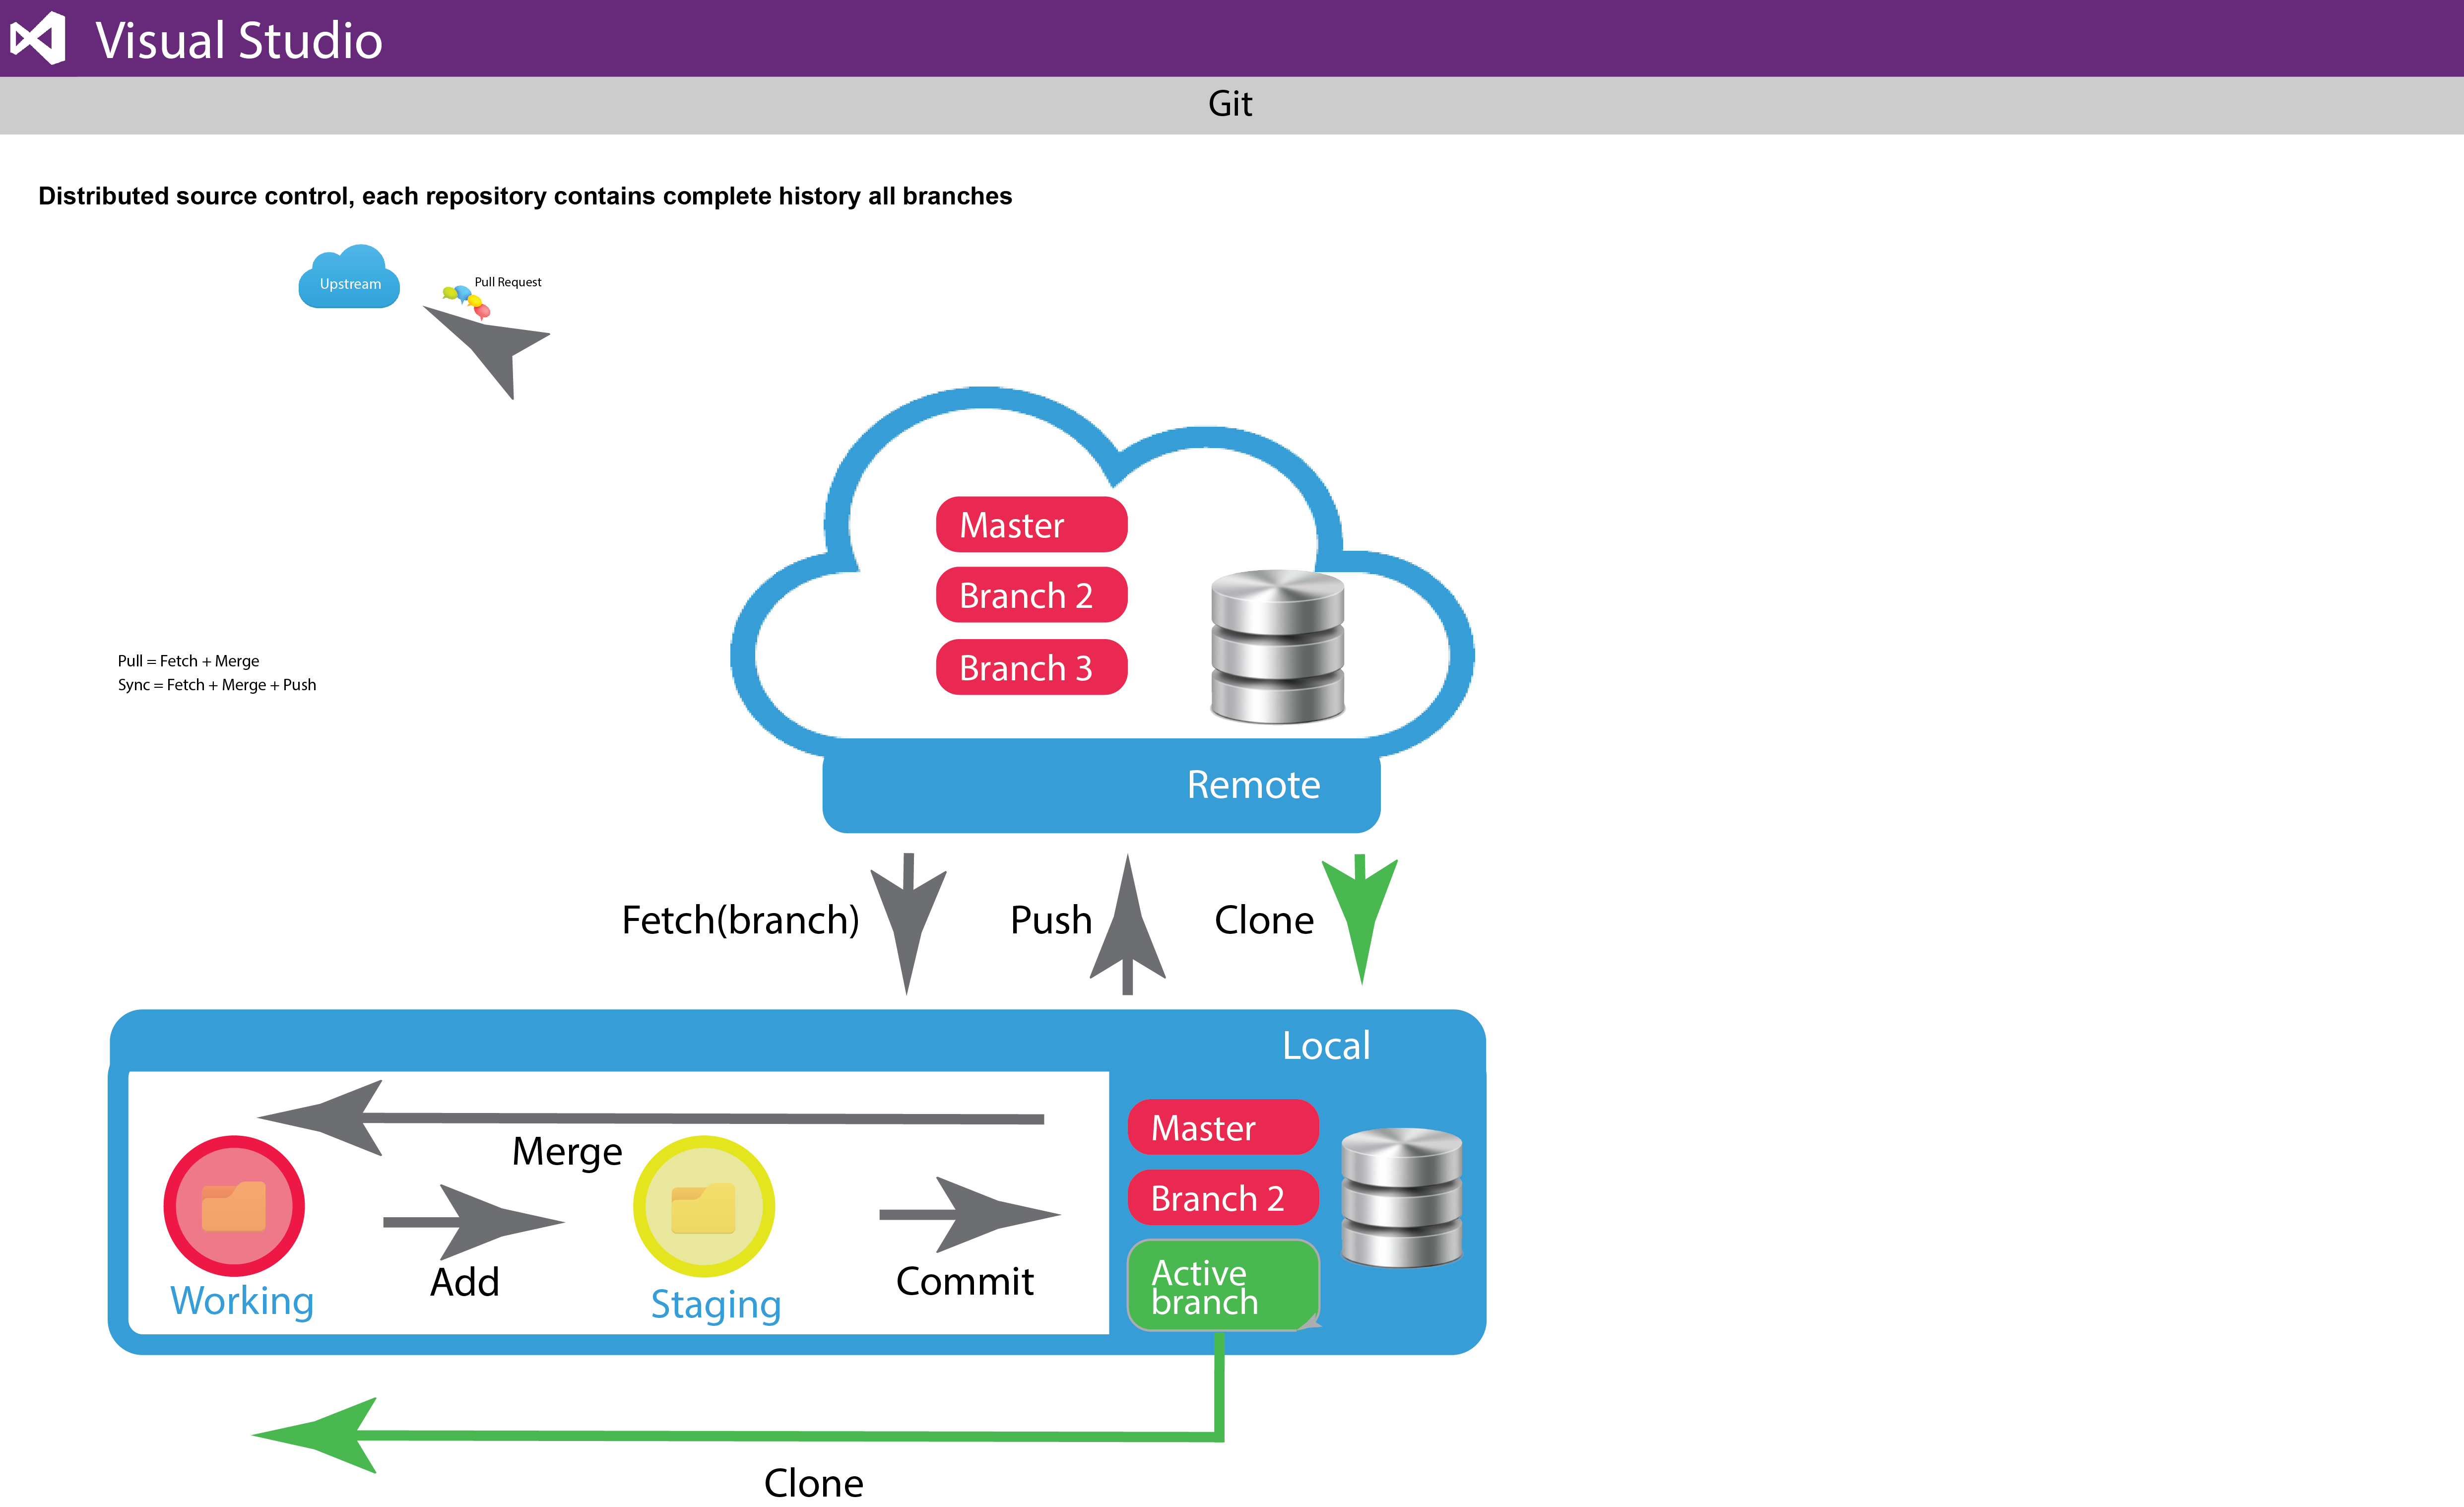 Visual Studio
Git
Distributed source control, each repository contains complete history all branches
Upstream
Pull Request
Master
Branch 2
Branch 3
Pull = Fetch + Merge
Sync = Fetch + Merge + Push
Remote
Fetch(branch)
Push
Clone
Local
Merge
Master
Branch 2
Active
branch
Add
Commit
Working
Staging
Clone